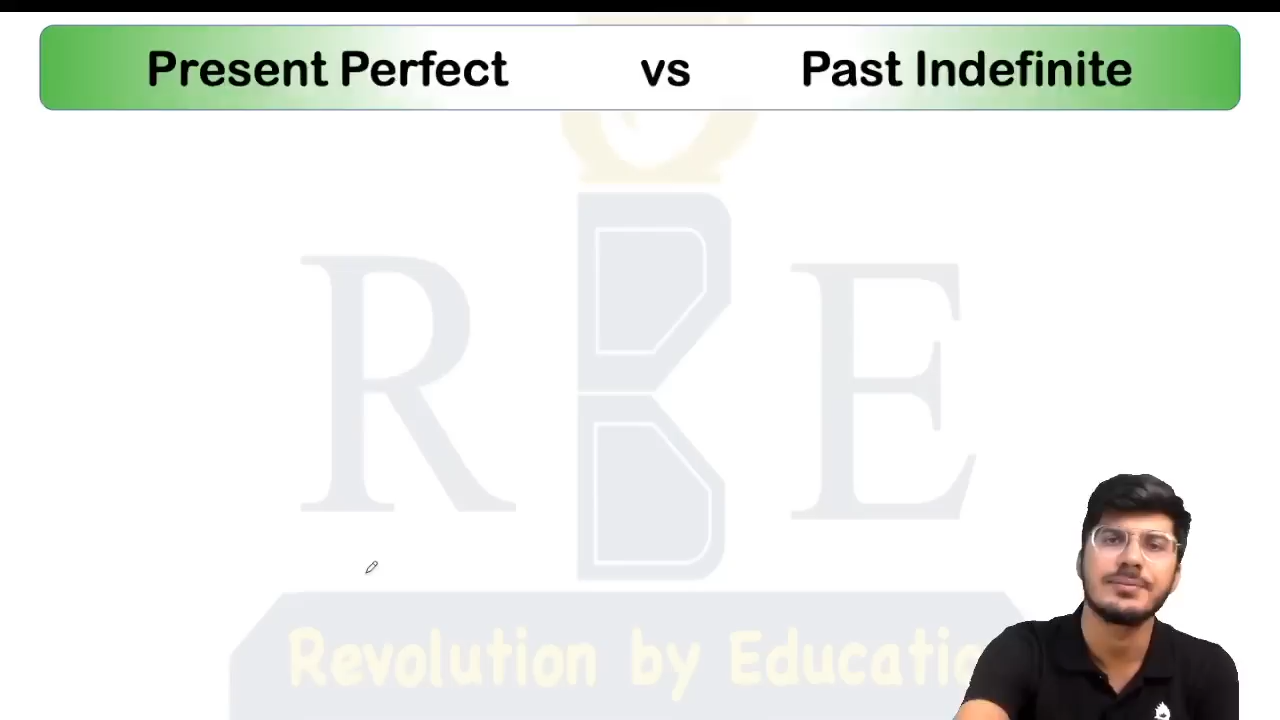 Present Perfect vs Past Indefinite
R B E
Revolution by Educatio